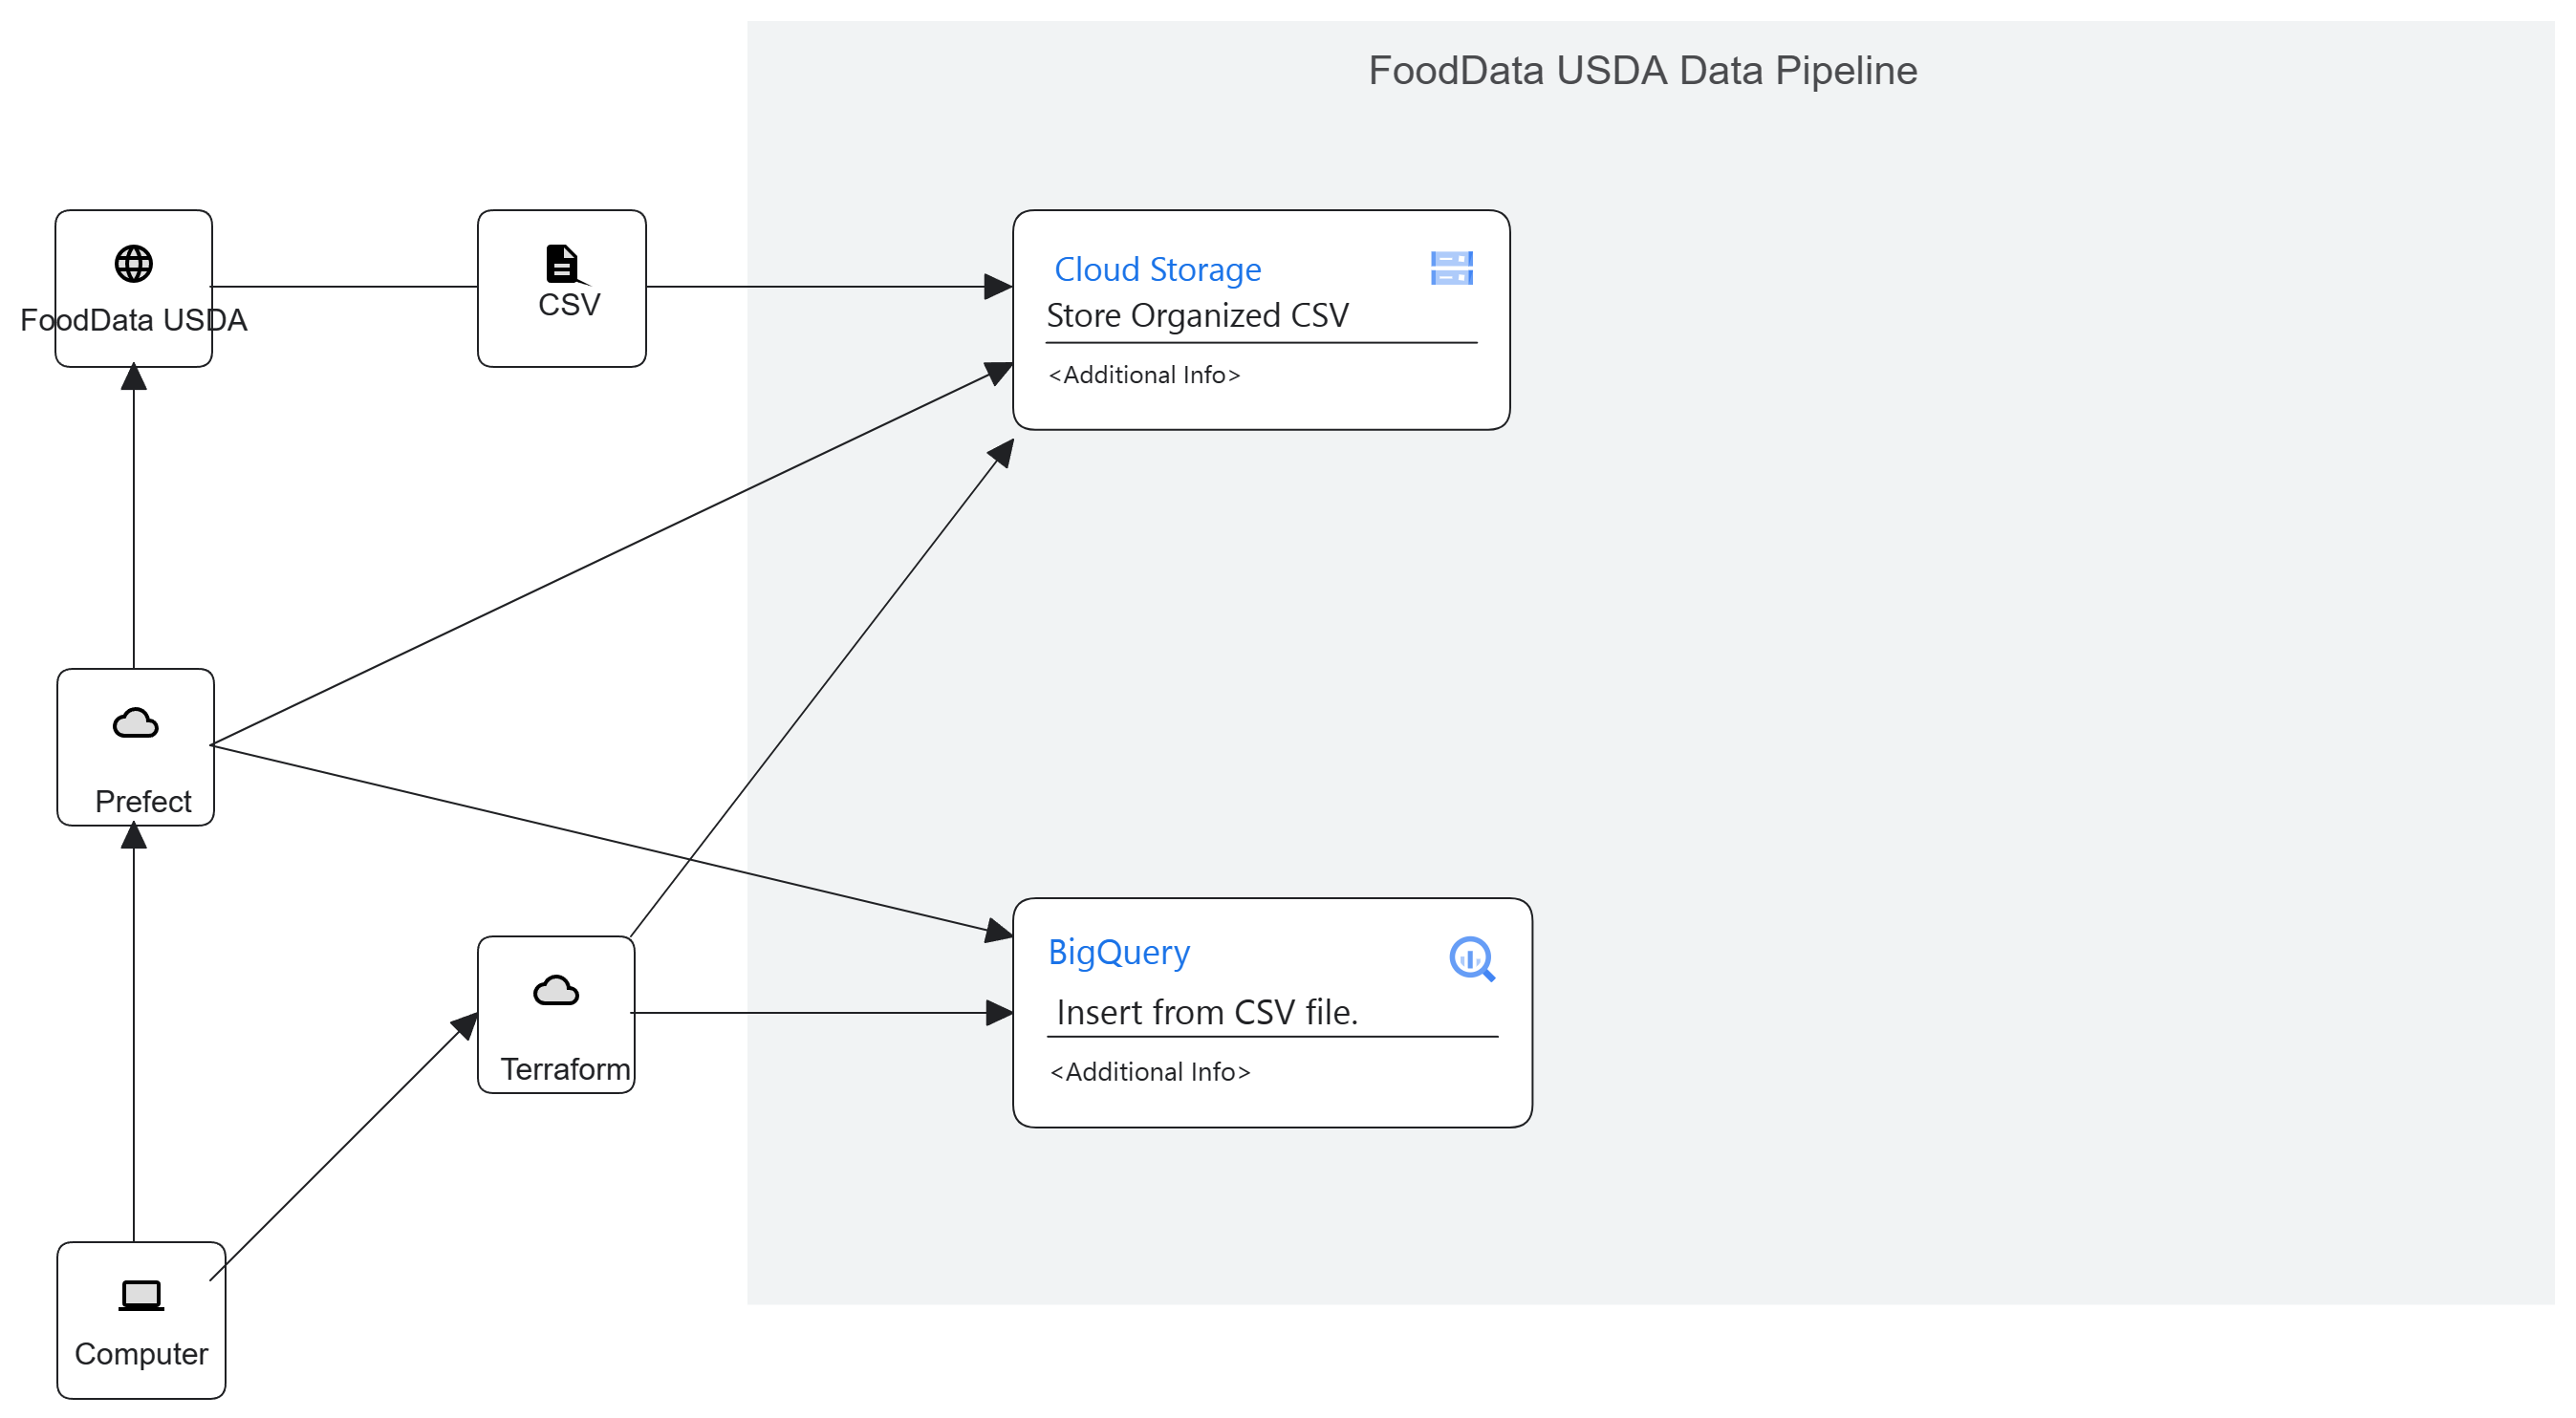 FoodData USDA Data Pipeline
FoodData USDA
CSV
Cloud Storage
Store Organized CSV
<Additional Info>
Prefect
Terraform
BigQuery
Insert from CSV file.
<Additional Info>
Computer